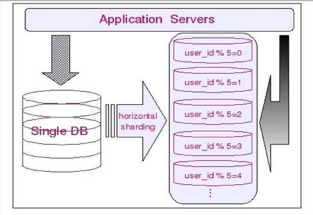 Application Servers
Single DB
horizontal
sharding
user_id % 5=0
user_id % 5=1
user_id % 5=2
user_id % 5=3
user_id % 5=4